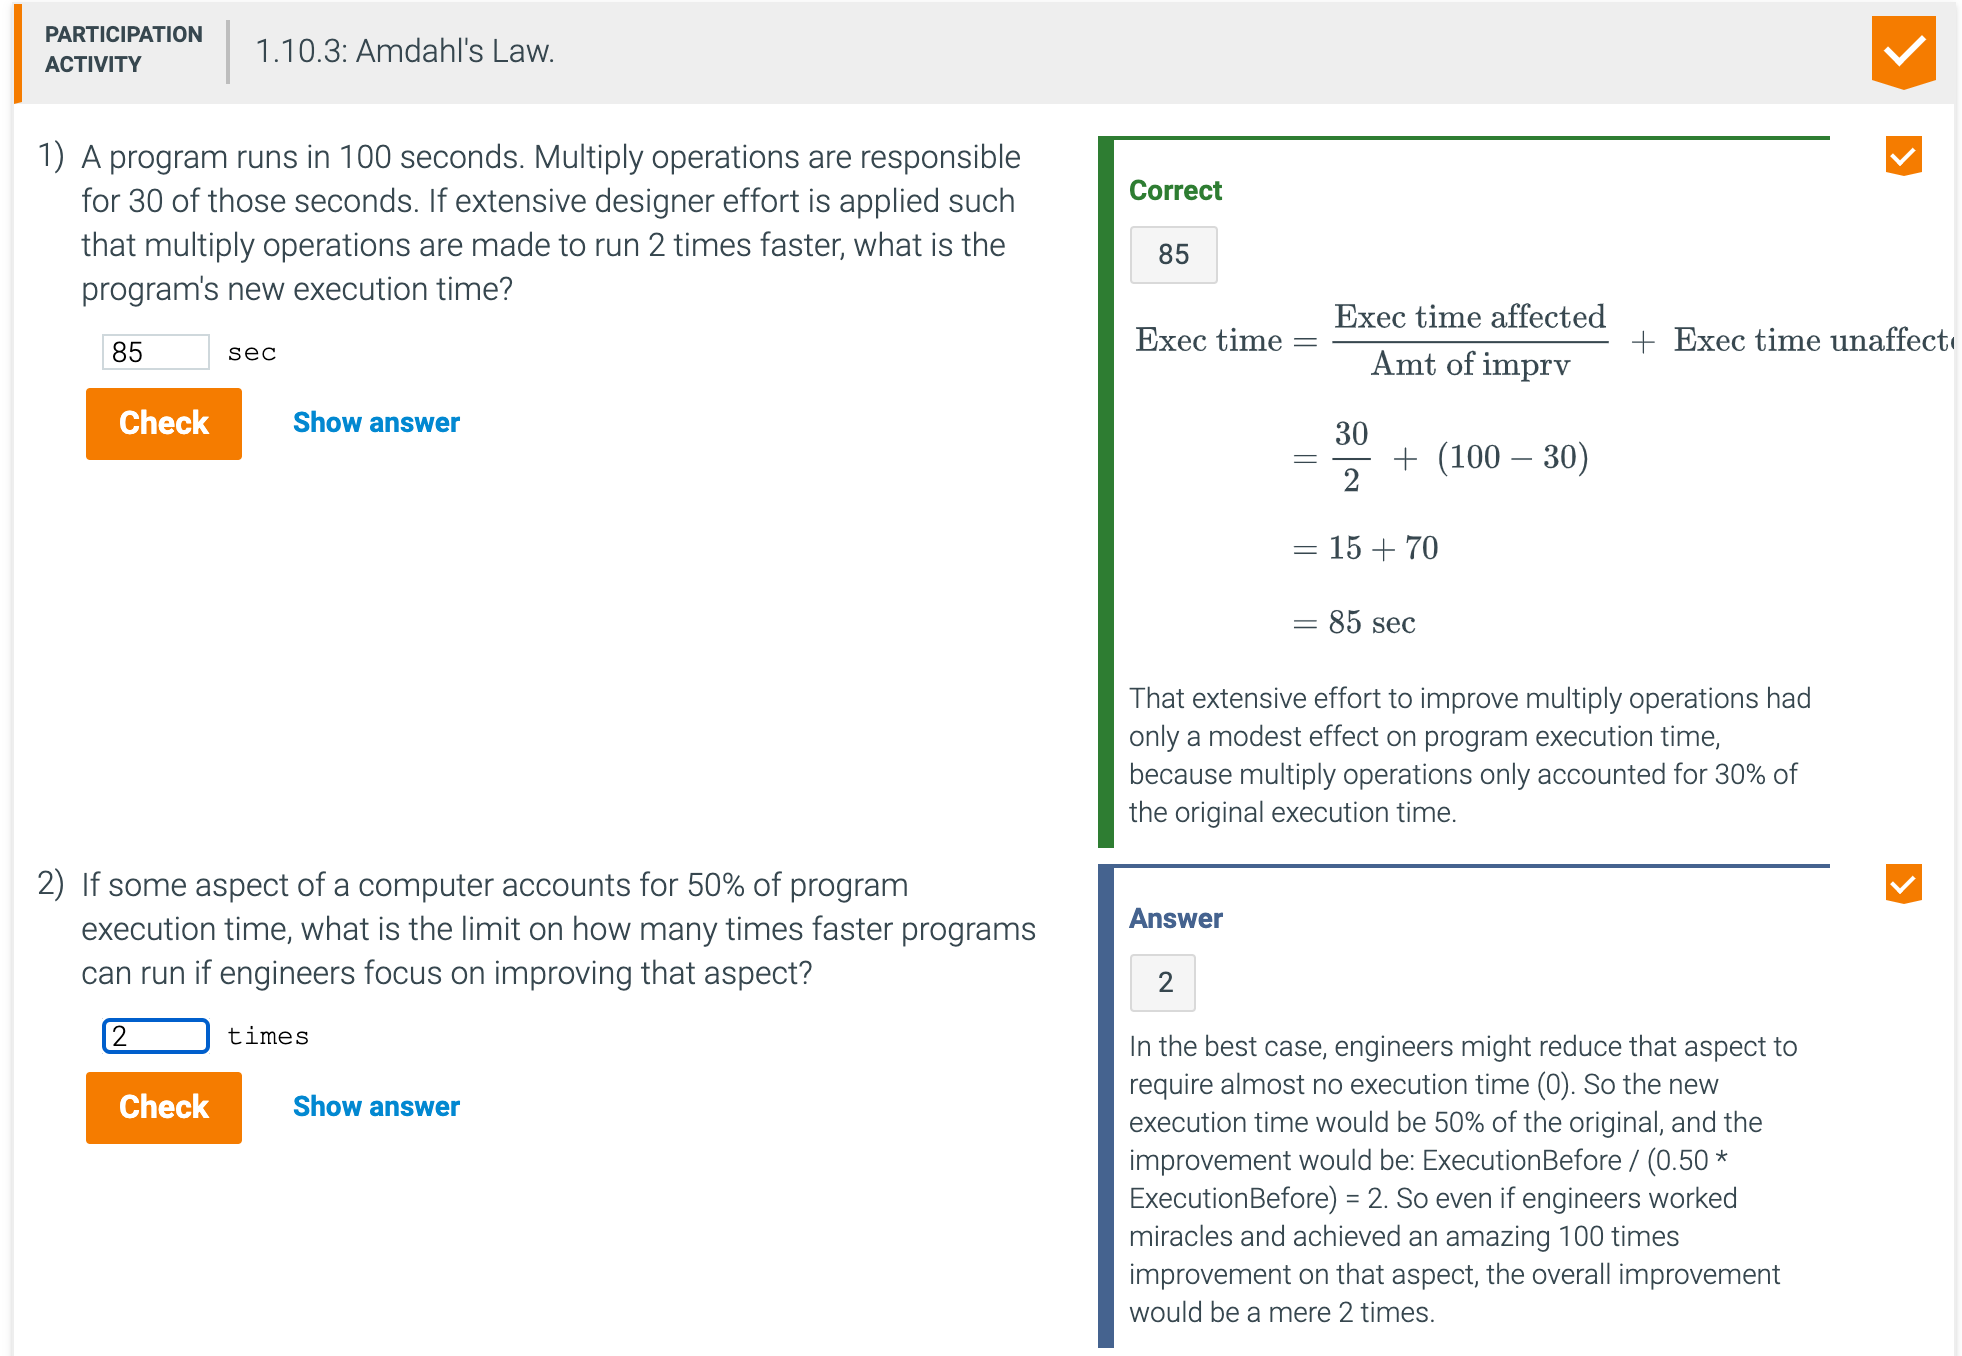 PARTICIPATION
ACTIVITY
1.10.3: Amdahl's Law.
1) A program runs in 100 seconds. Multiply operations are responsible
for 30 of those seconds. If extensive designer effort is applied such
that multiply operations are made to run 2 times faster, what is the
program's new execution time?
85 sec
Check Show answer
Correct
85
Exec time = Exec time affected / Amt of imprv + Exec time unaffect
= 30 / 2 + (100 − 30)
= 15 + 70
= 85 sec
That extensive effort to improve multiply operations had
only a modest effect on program execution time,
because multiply operations only accounted for 30% of
the original execution time.
2) If some aspect of a computer accounts for 50% of program
execution time, what is the limit on how many times faster programs
can run if engineers focus on improving that aspect?
2 times
Check Show answer
Answer
2
In the best case, engineers might reduce that aspect to
require almost no execution time (0). So the new
execution time would be 50% of the original, and the
improvement would be: ExecutionBefore / (0.50 *
ExecutionBefore) = 2. So even if engineers worked
miracles and achieved an amazing 100 times
improvement on that aspect, the overall improvement
would be a mere 2 times.